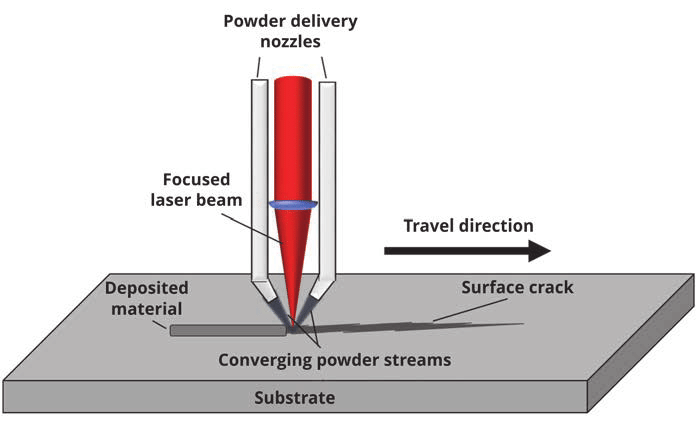 Powder delivery
nozzles
Focused
laser beam
Travel direction
Deposited
material
Surface crack
Converging powder streams
Substrate